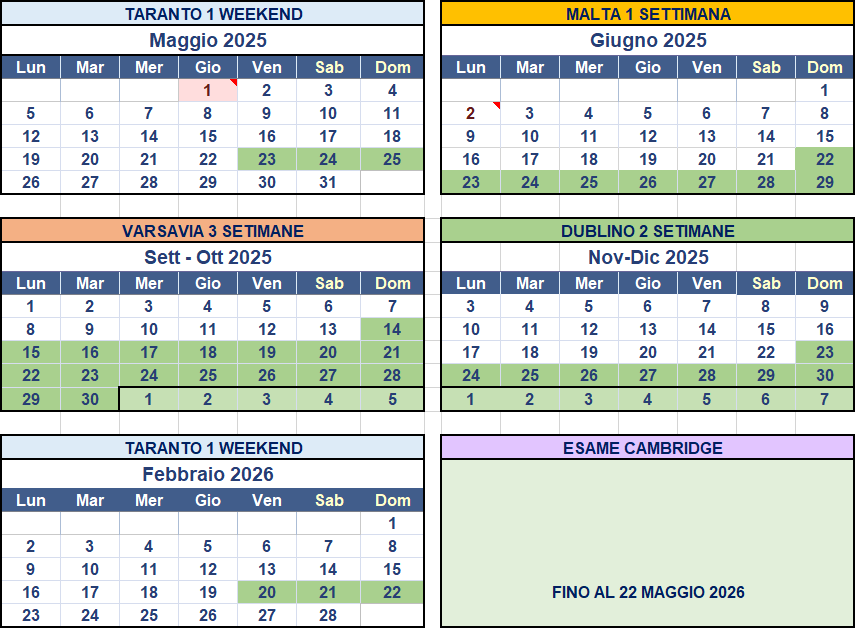 TARANTO 1 WEEKEND
Maggio 2025
Lun Mar Mer Gio Ven Sab Dom
1 2 3 4
5 6 7 8 9 10 11
12 13 14 15 16 17 18
19 20 21 22 23 24 25
26 27 28 29 30 31
MALTA 1 SETTIMANA
Giugno 2025
Lun Mar Mer Gio Ven Sab Dom
1
2 3 4 5 6 7 8
9 10 11 12 13 14 15
16 17 18 19 20 21 22
23 24 25 26 27 28 29
VARSAVIA 3 SETIMANE
Sett - Ott 2025
Lun Mar Mer Gio Ven Sab Dom
1 2 3 4 5 6 7
8 9 10 11 12 13 14
15 16 17 18 19 20 21
22 23 24 25 26 27 28
29 30 1 2 3 4 5
DUBLINO 2 SETIMANE
Nov-Dic 2025
Lun Mar Mer Gio Ven Sab Dom
3 4 5 6 7 8 9
10 11 12 13 14 15 16
17 18 19 20 21 22 23
24 25 26 27 28 29 30
1 2 3 4 5 6 7
TARANTO 1 WEEKEND
Febbraio 2026
Lun Mar Mer Gio Ven Sab Dom
1
2 3 4 5 6 7 8
9 10 11 12 13 14 15
16 17 18 19 20 21 22
23 24 25 26 27 28
ESAME CAMBRIDGE
FINO AL 22 MAGGIO 2026